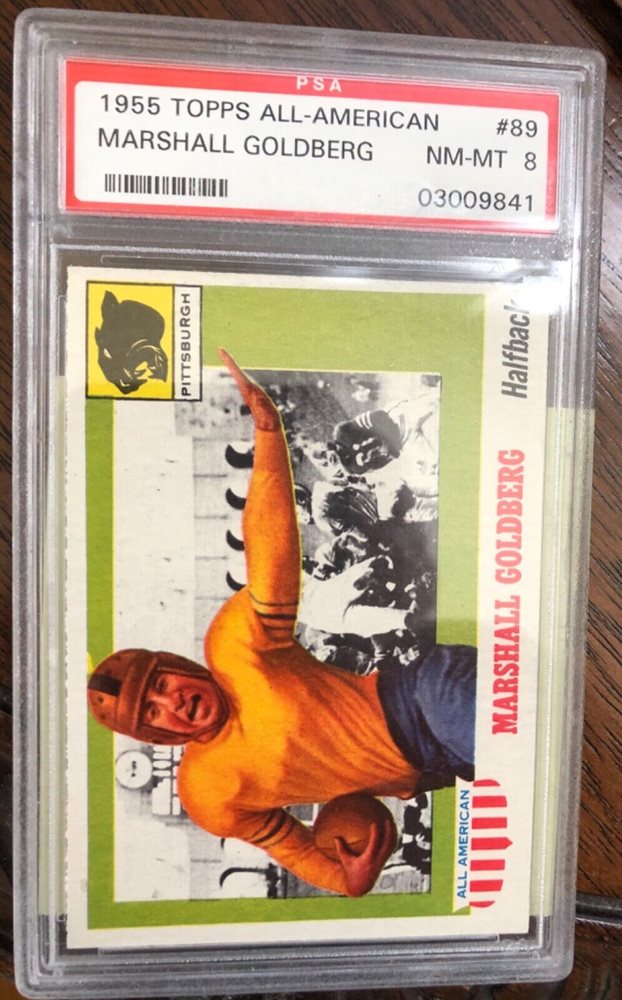 PSA
1955 TOPPS ALL-AMERICAN #89
MARSHALL GOLDBERG NM-MT 8
03009841
PITTSBURGH
Halfback
MARSHALL GOLDBERG
ALL AMERICAN